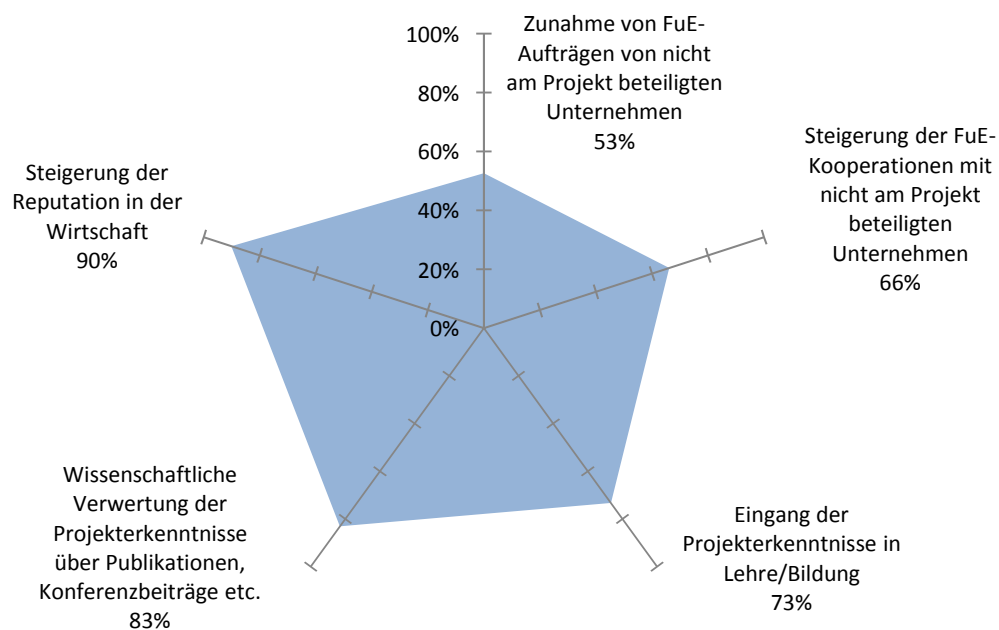 Zunahme von FuE-
Aufträgen von nicht
am Projekt beteiligten
Unternehmen
53%
Steigerung der FuE-
Kooperationen mit
nicht am Projekt
beteiligten
Unternehmen
66%
Eingang der
Projekterkenntnisse in
Lehre/Bildung
73%
Wissenschaftliche
Verwertung der
Projekterkenntnisse
über Publikationen,
Konferenzbeiträge etc.
83%
Steigerung der
Reputation in der
Wirtschaft
90%
100%
80%
60%
40%
20%
0%